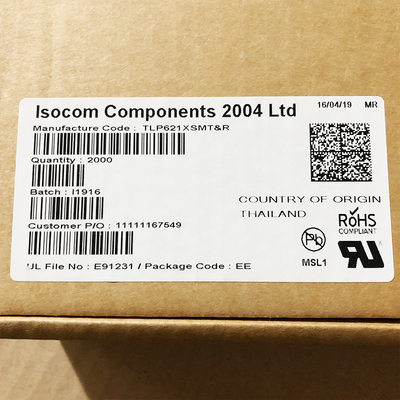 Isocom Components 2004 Ltd
16/04/19 MR
Manufacture Code : TLP621XSMT&R
Quantity : 2000
Batch : I1916
COUNTRY OF ORIGIN
THAILAND
Customer P/O : 11111167549
RoHS
COMPLIANT
Pb
MSL1
UL File No : E91231 / Package Code : EE